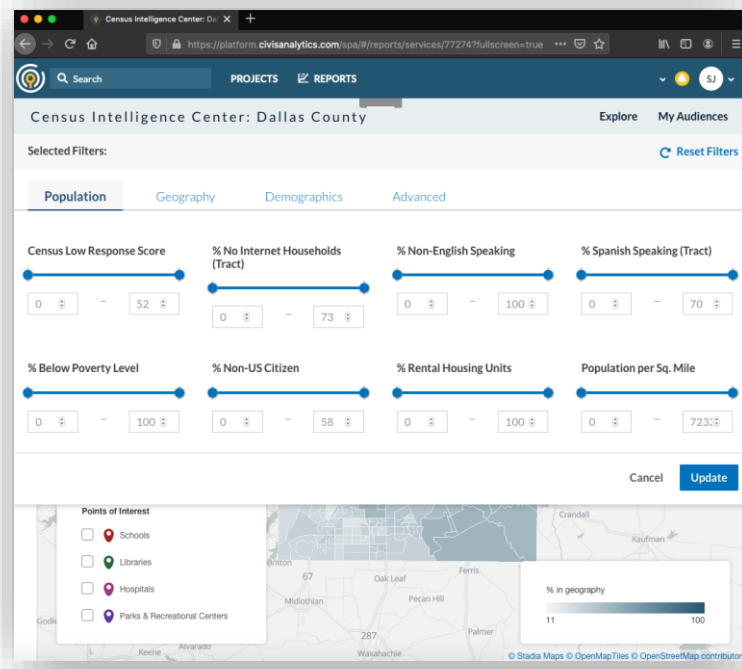 Census Intelligence Center: Da
https://platform.civisanalytics.com/spa/#/reports/services/77274?fullscreen=true
Search
PROJECTS
REPORTS
SJ
Census Intelligence Center: Dallas County
Explore
My Audiences
Selected Filters:
Reset Filters
Population
Geography
Demographics
Advanced
Census Low Response Score
0 – 52
% No Internet Households
(Tract)
0 – 73
% Non-English Speaking
0 – 100
% Spanish Speaking (Tract)
0 – 70
% Below Poverty Level
0 – 100
% Non-US Citizen
0 – 58
% Rental Housing Units
0 – 100
Population per Sq. Mile
0 –
Cancel
Update
Points of Interest
Schools
Libraries
Hospitals
Parks & Recreational Centers
Crandall
Kaufman
Britton
67
Oak Leaf
Ferris
Midlothian
Pecan Hill
287
Palmer
Keene
Alvarado
Waxahachie
% in geography
11
100
© Stadia Maps © OpenMapTiles © OpenStreetMap contributor